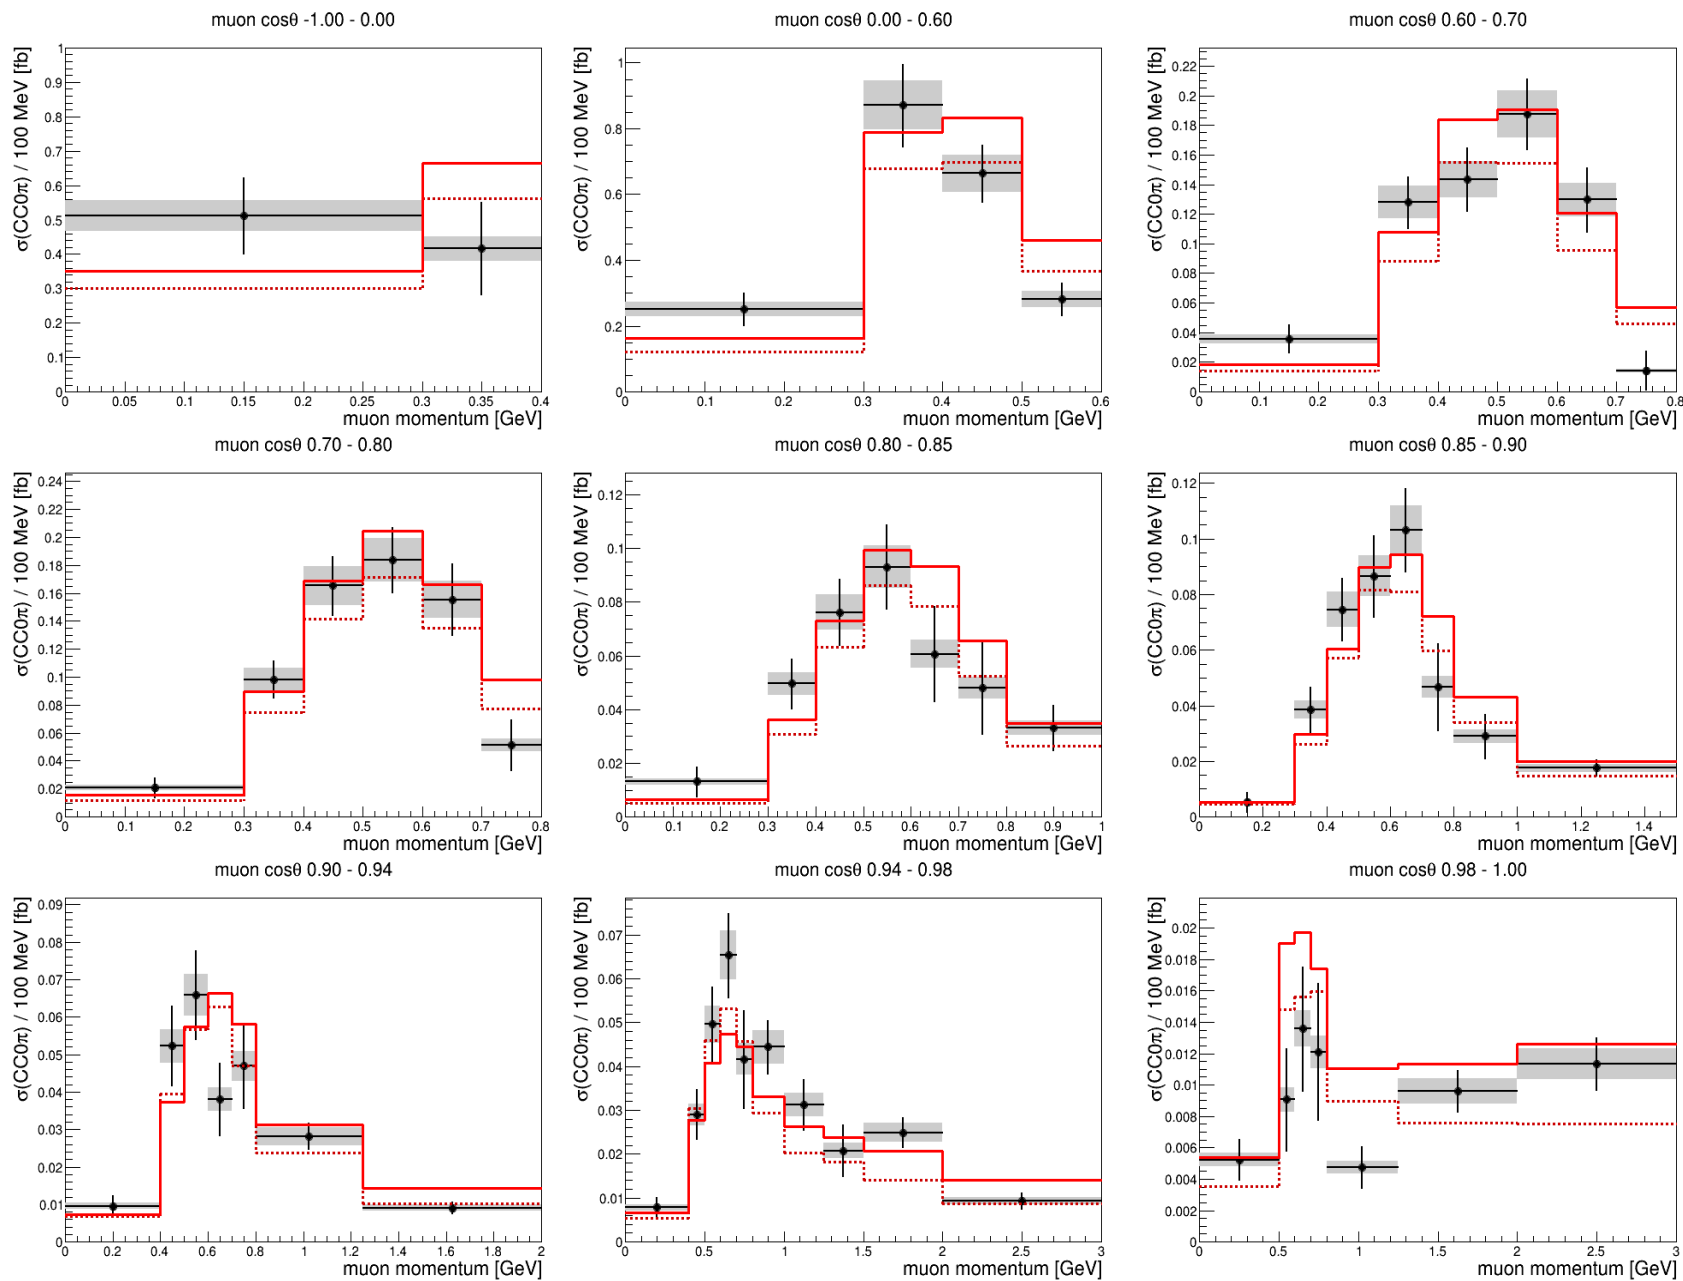 muon cosθ -1.00 - 0.00
σ(CC0π) / 100 MeV [fb]
1
0.9
0.8
0.7
0.6
0.5
0.4
0.3
0.2
0.1
0
0 0.05 0.1 0.15 0.2 0.25 0.3 0.35 0.4
muon momentum [GeV]
muon cosθ 0.00 - 0.60
σ(CC0π) / 100 MeV [fb]
1
0.8
0.6
0.4
0.2
0
0 0.1 0.2 0.3 0.4 0.5 0.6
muon momentum [GeV]
muon cosθ 0.60 - 0.70
σ(CC0π) / 100 MeV [fb]
0.22
0.2
0.18
0.16
0.14
0.12
0.1
0.08
0.06
0.04
0.02
0
0 0.1 0.2 0.3 0.4 0.5 0.6 0.7 0.8
muon momentum [GeV]
muon cosθ 0.70 - 0.80
σ(CC0π) / 100 MeV [fb]
0.24
0.22
0.2
0.18
0.16
0.14
0.12
0.1
0.08
0.06
0.04
0.02
0
0 0.1 0.2 0.3 0.4 0.5 0.6 0.7 0.8
muon momentum [GeV]
muon cosθ 0.80 - 0.85
σ(CC0π) / 100 MeV [fb]
0.12
0.1
0.08
0.06
0.04
0.02
0
0 0.1 0.2 0.3 0.4 0.5 0.6 0.7 0.8 0.9 1
muon momentum [GeV]
muon cosθ 0.85 - 0.90
σ(CC0π) / 100 MeV [fb]
0.12
0.1
0.08
0.06
0.04
0.02
0
0 0.2 0.4 0.6 0.8 1 1.2 1.4
muon momentum [GeV]
muon cosθ 0.90 - 0.94
σ(CC0π) / 100 MeV [fb]
0.09
0.08
0.07
0.06
0.05
0.04
0.03
0.02
0.01
0
0 0.2 0.4 0.6 0.8 1 1.2 1.4 1.6 1.8 2
muon momentum [GeV]
muon cosθ 0.94 - 0.98
σ(CC0π) / 100 MeV [fb]
0.07
0.06
0.05
0.04
0.03
0.02
0.01
0
0 0.5 1 1.5 2 2.5 3
muon momentum [GeV]
muon cosθ 0.98 - 1.00
σ(CC0π) / 100 MeV [fb]
0.02
0.018
0.016
0.014
0.012
0.01
0.008
0.006
0.004
0.002
0
0 0.5 1 1.5 2 2.5 3
muon momentum [GeV]